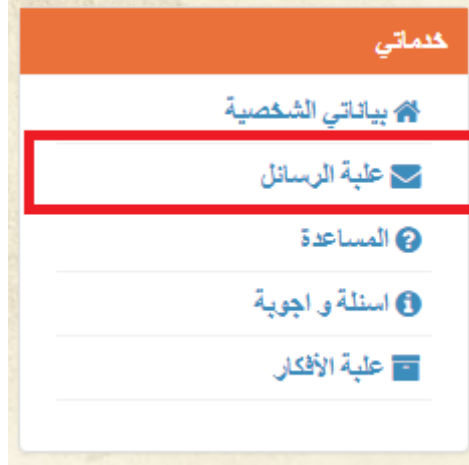 خدماتي
بياناتي الشخصية
علبة الرسائل
المساعدة
اسئلة و اجوبة
علبة الأفكار